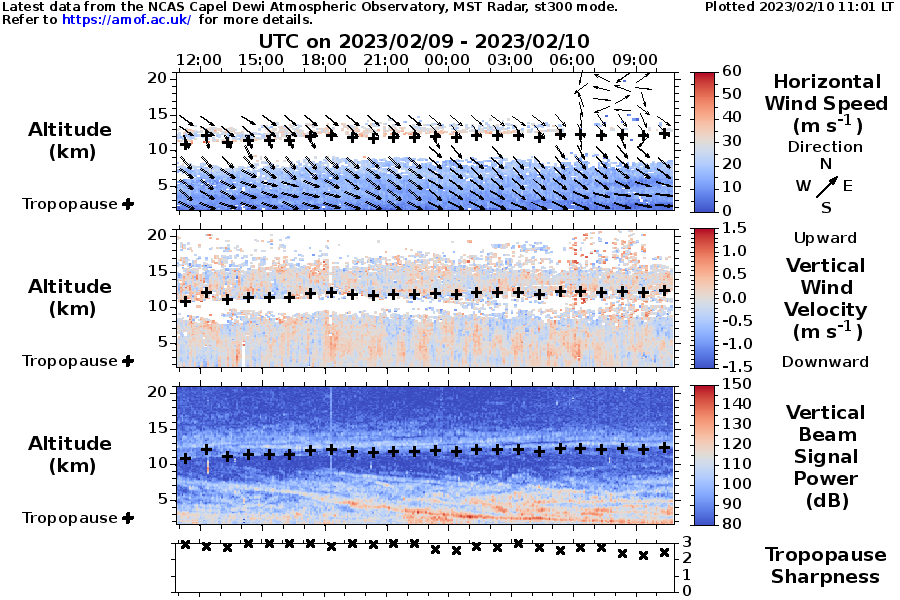 Latest data from the NCAS Capel Dewi Atmospheric Observatory, MST Radar, st300 mode. Plotted 2023/02/10 11:01 LT
Refer to https://amof.ac.uk/ for more details.
UTC on 2023/02/09 - 2023/02/10
12:00 15:00 18:00 21:00 00:00 03:00 06:00 09:00
Altitude
(km)
Tropopause
20
15
10
5
60
50
40
30
20
10
0
Horizontal
Wind Speed
(m s-1)
Direction
N
W E
S
Altitude
(km)
Tropopause
20
15
10
5
1.5
1.0
0.5
0.0
-0.5
-1.0
-1.5
Upward
Vertical
Wind
Velocity
(m s-1)
Downward
Altitude
(km)
Tropopause
20
15
10
5
150
140
130
120
110
100
90
80
Vertical
Beam
Signal
Power
(dB)
3
2
1
0
Tropopause
Sharpness